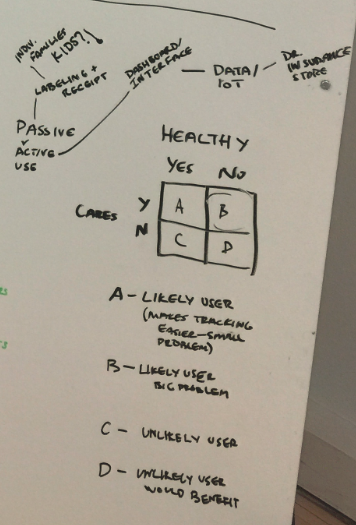 INDIV.
FAMILIES
KIDS?!
LABELING +
RECEIPT
PASSIVE
ACTIVE
USE
DASHBOARD/
INTERFACE
DATA/
IOT
DR.
INSURANCE
STORE
HEALTHY
YES NO
CARES Y A B
N C D
A - LIKELY USER
(MAKES TRACKING
EASIER - SMALL
PROBLEM)
B - LIKELY USER
BIG PROBLEM
C - UNLIKELY USER
D - UNLIKELY USER
WOULD BENEFIT